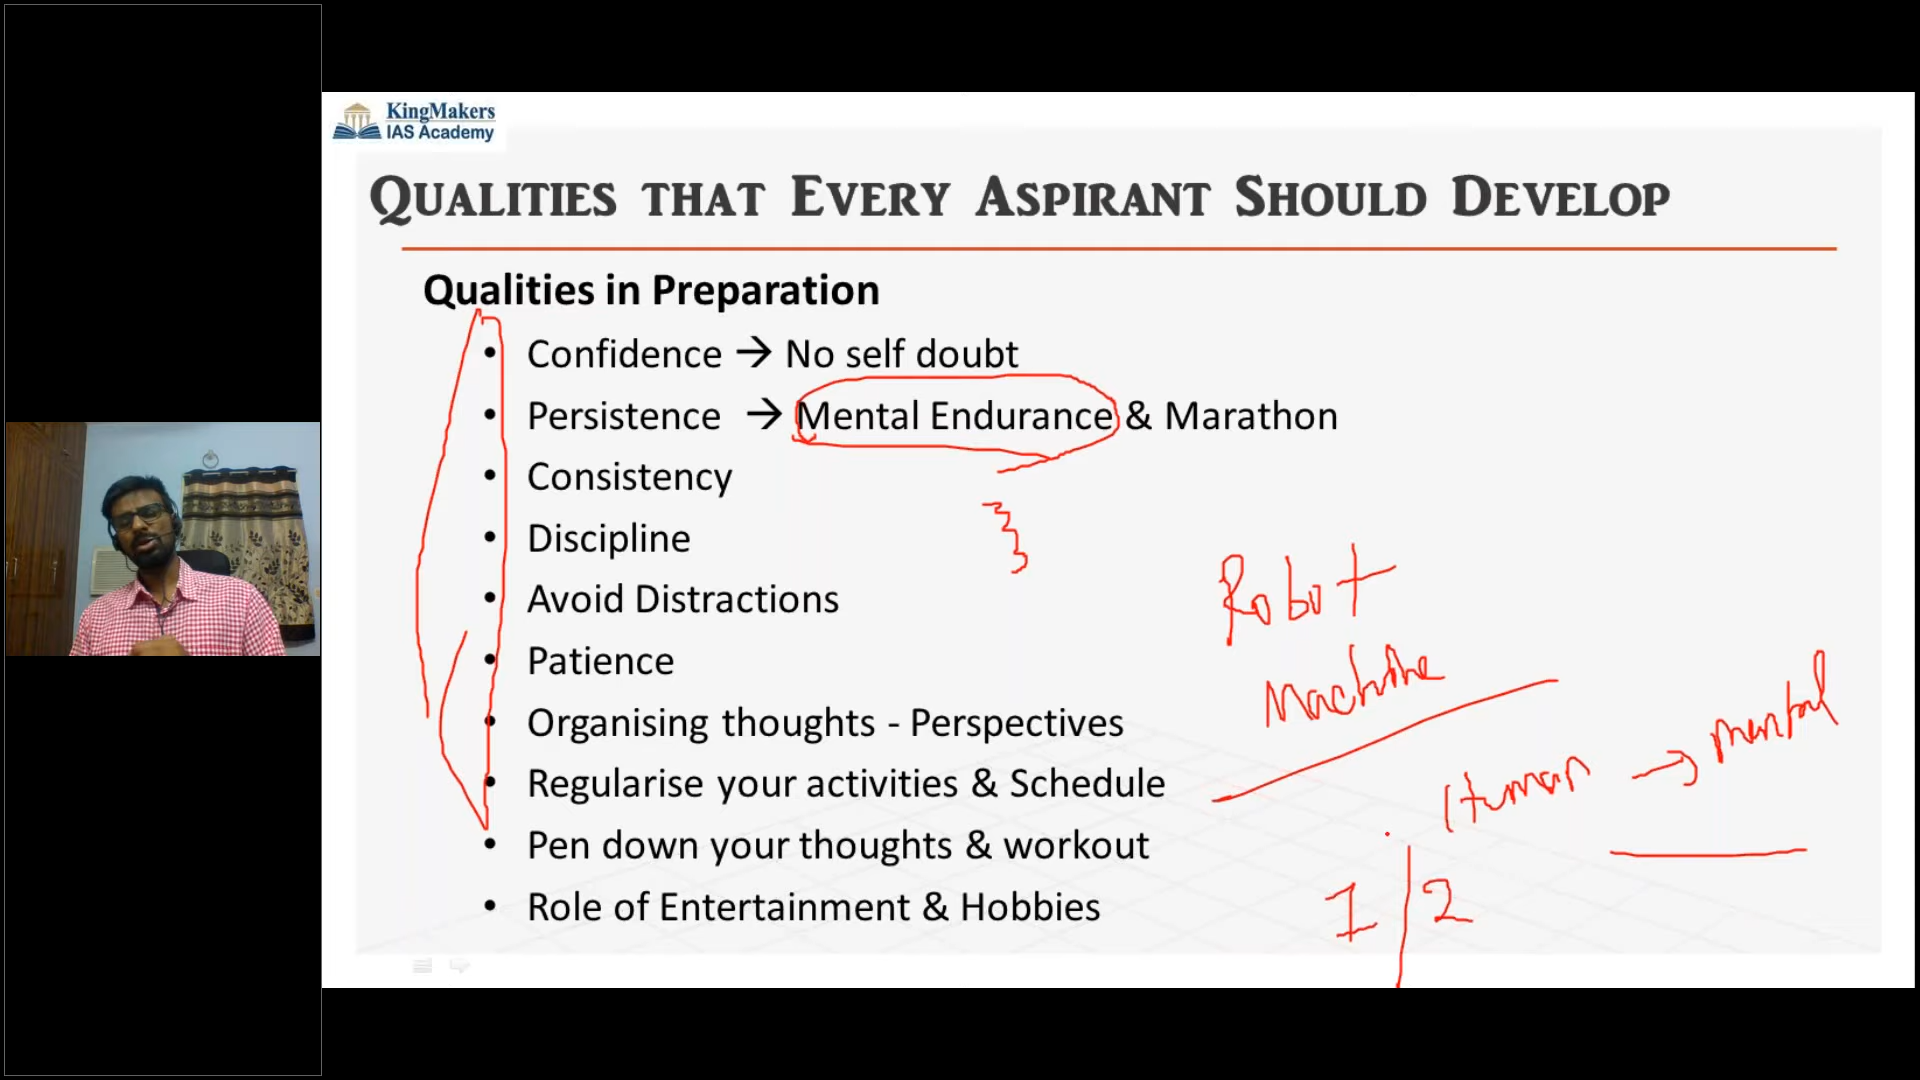 KingMakers
IAS Academy
QUALITIES THAT EVERY ASPIRANT SHOULD DEVELOP
Qualities in Preparation
• Confidence → No self doubt
• Persistence → Mental Endurance & Marathon
• Consistency
• Discipline
• Avoid Distractions
• Patience
• Organising thoughts - Perspectives
• Regularise your activities & Schedule
• Pen down your thoughts & workout
• Role of Entertainment & Hobbies
Robot
Machine
Human → mental
1 | 2